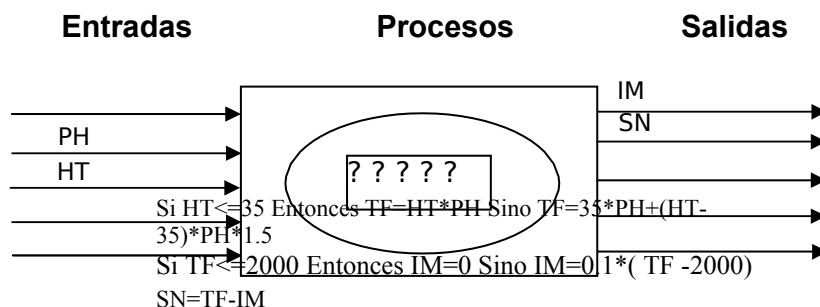 Entradas Procesos Salidas
IM
SN
PH
HT
? ? ? ? ?
Si HT<=35 Entonces TF=HT*PH Sino TF=35*PH+(HT-
35)*PH*1.5
Si TF<=2000 Entonces IM=0 Sino IM=0.1*( TF -2000)
SN=TF-IM